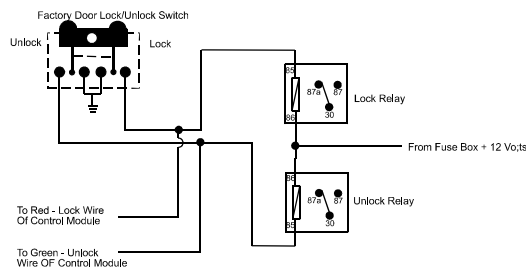 Factory Door Lock/Unlock Switch
Unlock
Lock
85
87a
87
86
30
Lock Relay
From Fuse Box + 12 Vo;ts
86
87a
87
85
30
Unlock Relay
To Red - Lock Wire
Of Control Module
To Green - Unlock
Wire OF Control Module